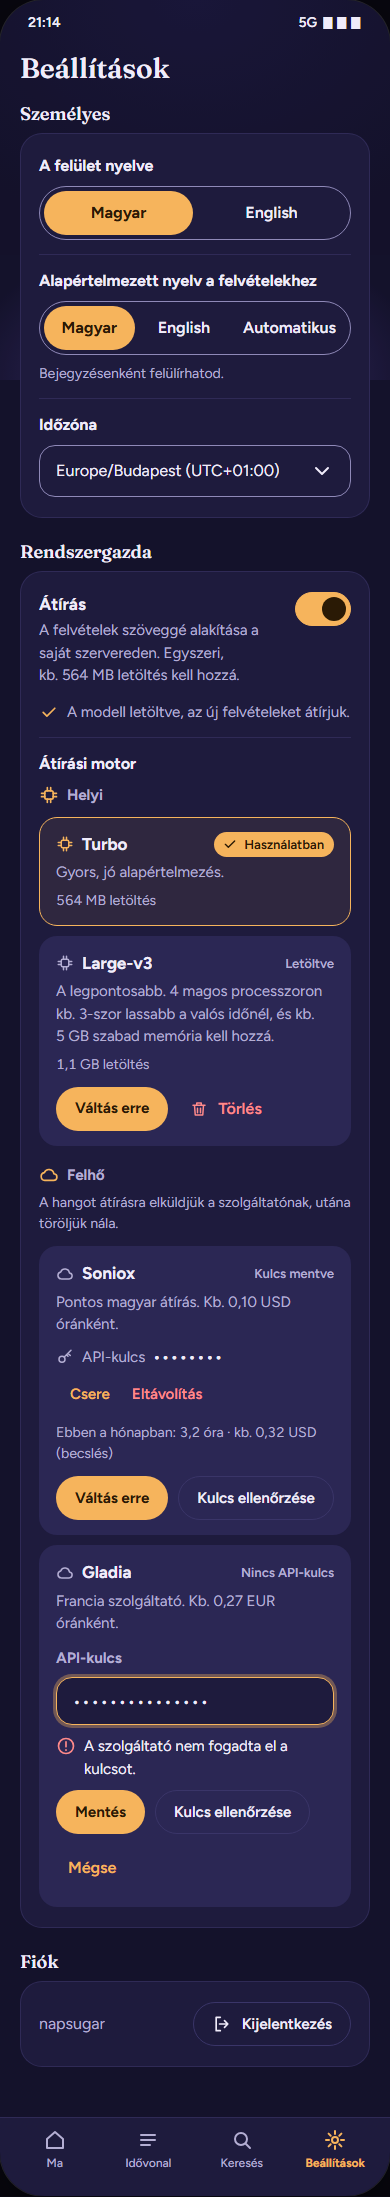 21:14
5G
Beállítások
Személyes
A felület nyelve
Magyar
English
Alapértelmezett nyelv a felvételekhez
Magyar
English
Automatikus
Bejegyzésenként felülírhatod.
Időzóna
Europe/Budapest (UTC+01:00)
Rendszergazda
Átírás
A felvételek szöveggé alakítása a
saját szervereden. Egyszeri,
kb. 564 MB letöltés kell hozzá.
A modell letöltve, az új felvételeket átírjuk.
Átírási motor
Helyi
Turbo
Használatban
Gyors, jó alapértelmezés.
564 MB letöltés
Large-v3
Letöltve
A legpontosabb. 4 magos processzoron
kb. 3-szor lassabb a valós időnél, és kb.
5 GB szabad memória kell hozzá.
1,1 GB letöltés
Váltás erre
Törlés
Felhő
A hangot átírásra elküldjük a szolgáltatónak, utána
töröljük nála.
Soniox
Kulcs mentve
Pontos magyar átírás. Kb. 0,10 USD
óránként.
API-kulcs ••••••••
Csere
Eltávolítás
Ebben a hónapban: 3,2 óra · kb. 0,32 USD
(becslés)
Váltás erre
Kulcs ellenőrzése
Gladia
Nincs API-kulcs
Francia szolgáltató. Kb. 0,27 EUR
óránként.
API-kulcs
•••••••••••••••
A szolgáltató nem fogadta el a
kulcsot.
Mentés
Kulcs ellenőrzése
Mégse
Fiók
napsugar
Kijelentkezés
Ma
Idővonal
Keresés
Beállítások